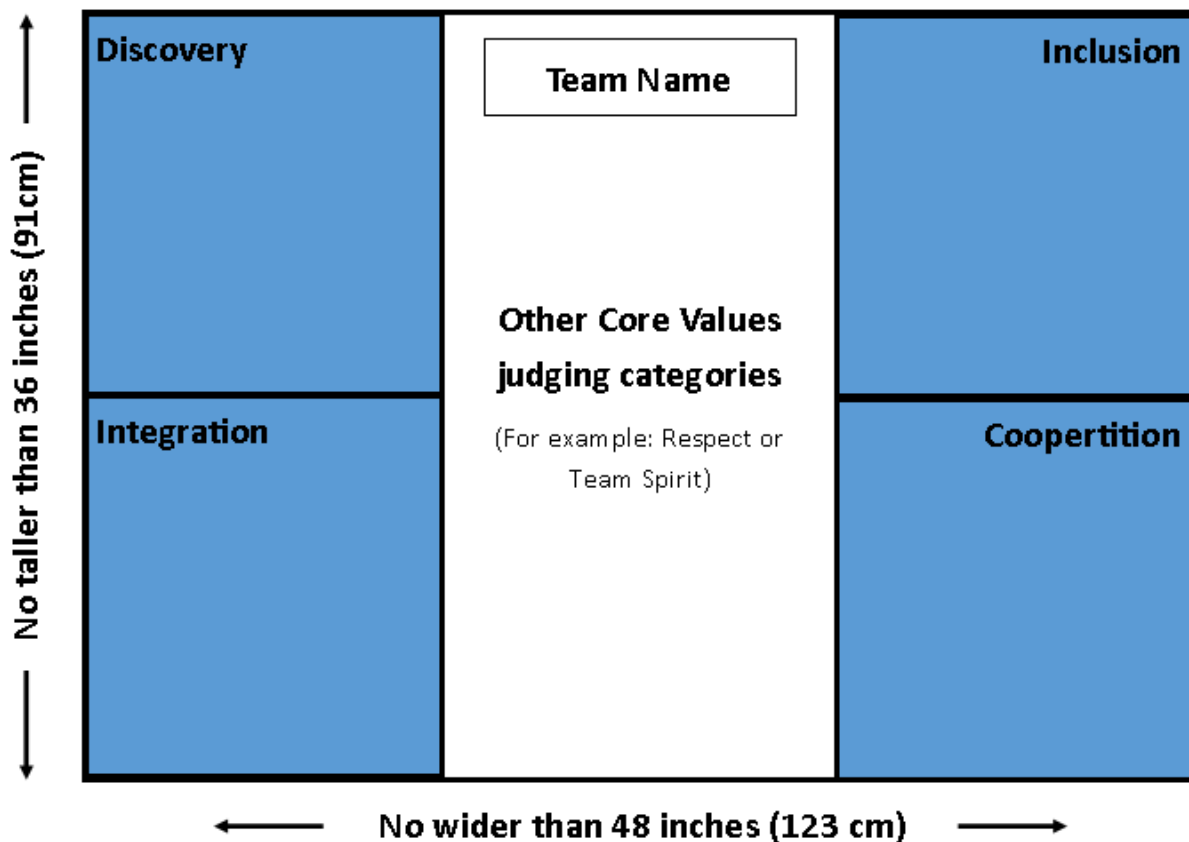 Discovery
Team Name
Inclusion
No taller than 36 inches (91cm)
Other Core Values
judging categories
(For example: Respect or
Team Spirit)
Integration
Coopertition
No wider than 48 inches (123 cm)